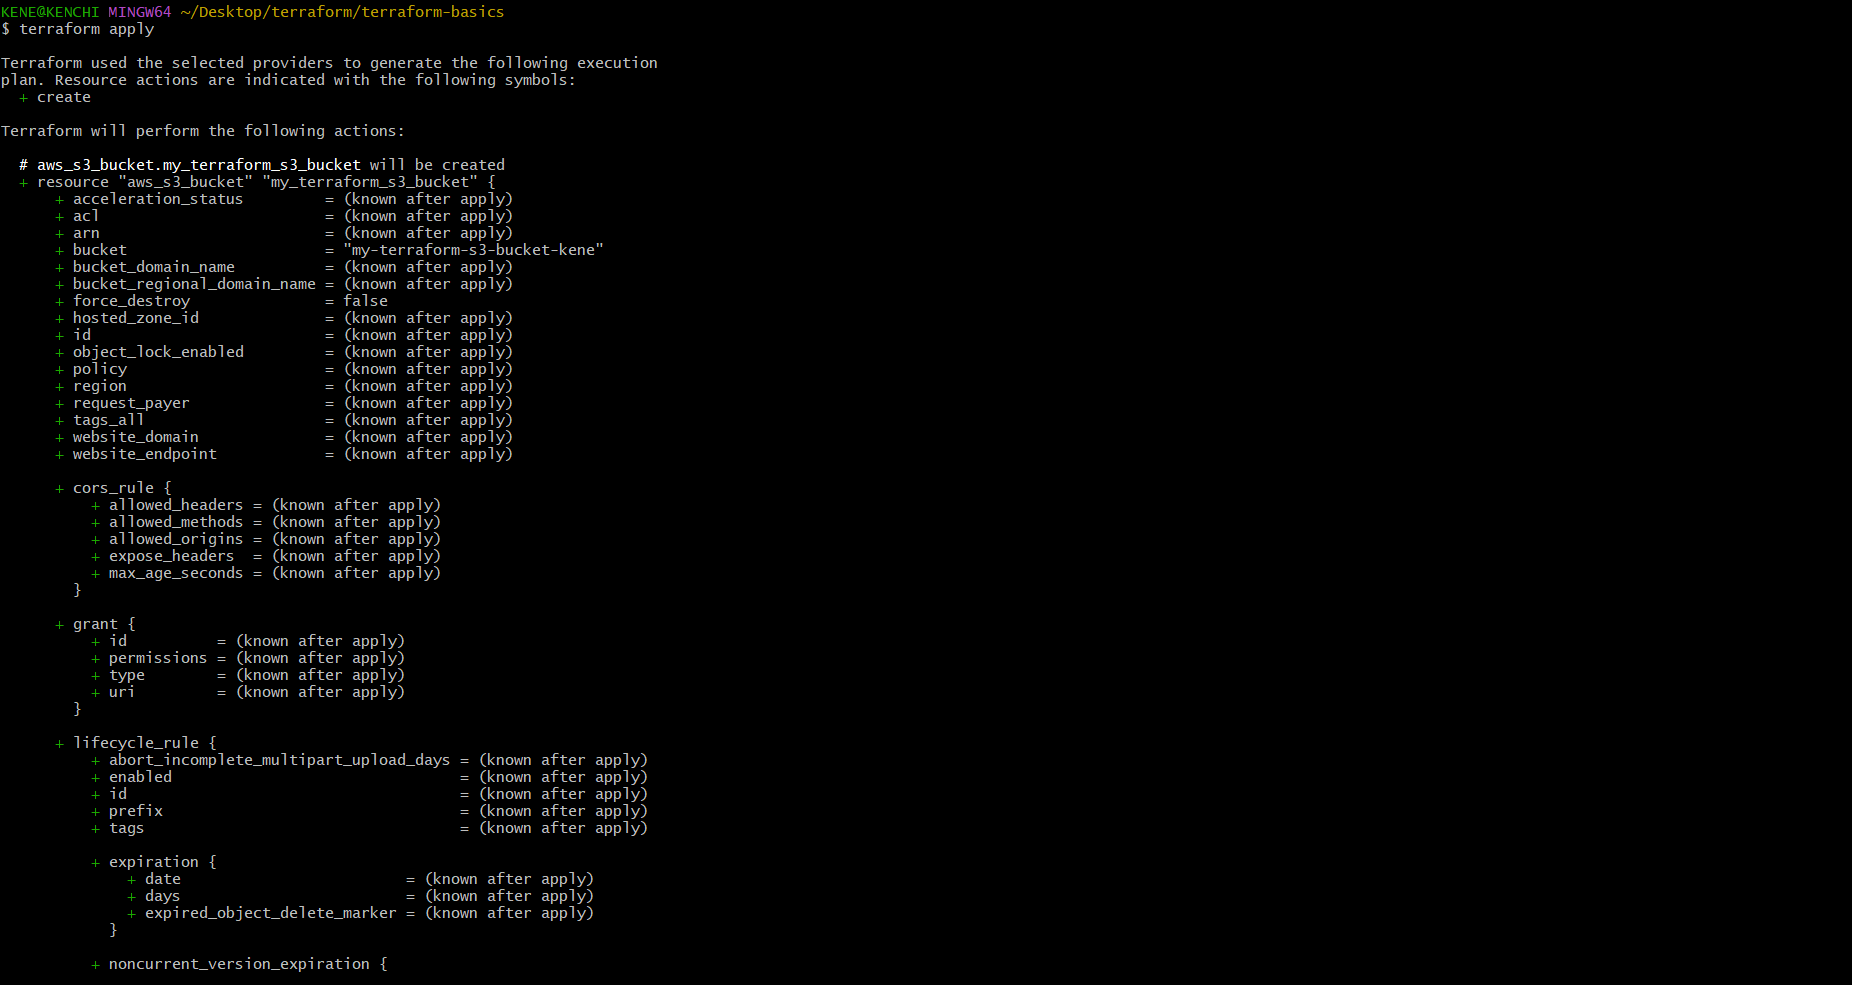 KENE@KENCHI MINGW64 ~/Desktop/terraform/terraform-basics
$ terraform apply

Terraform used the selected providers to generate the following execution
plan. Resource actions are indicated with the following symbols:
  + create

Terraform will perform the following actions:

  # aws_s3_bucket.my_terraform_s3_bucket will be created
  + resource "aws_s3_bucket" "my_terraform_s3_bucket" {
      + acceleration_status         = (known after apply)
      + acl                         = (known after apply)
      + arn                         = (known after apply)
      + bucket                      = "my-terraform-s3-bucket-kene"
      + bucket_domain_name          = (known after apply)
      + bucket_regional_domain_name = (known after apply)
      + force_destroy               = false
      + hosted_zone_id              = (known after apply)
      + id                          = (known after apply)
      + object_lock_enabled         = (known after apply)
      + policy                      = (known after apply)
      + region                      = (known after apply)
      + request_payer               = (known after apply)
      + tags_all                    = (known after apply)
      + website_domain              = (known after apply)
      + website_endpoint            = (known after apply)

      + cors_rule {
          + allowed_headers = (known after apply)
          + allowed_methods = (known after apply)
          + allowed_origins = (known after apply)
          + expose_headers  = (known after apply)
          + max_age_seconds = (known after apply)
        }

      + grant {
          + id          = (known after apply)
          + permissions = (known after apply)
          + type        = (known after apply)
          + uri         = (known after apply)
        }

      + lifecycle_rule {
          + abort_incomplete_multipart_upload_days = (known after apply)
          + enabled                                = (known after apply)
          + id                                     = (known after apply)
          + prefix                                 = (known after apply)
          + tags                                   = (known after apply)

          + expiration {
              + date                         = (known after apply)
              + days                         = (known after apply)
              + expired_object_delete_marker = (known after apply)
            }

          + noncurrent_version_expiration {